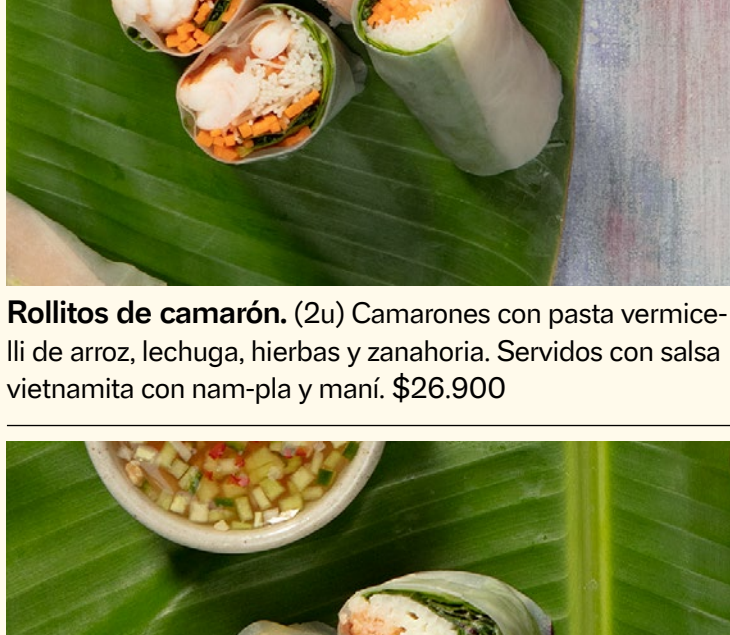 Rollitos de camarón. (2u) Camarones con pasta vermice-
lli de arroz, lechuga, hierbas y zanahoria. Servidos con salsa
vietnamita con nam-pla y maní. $26.900